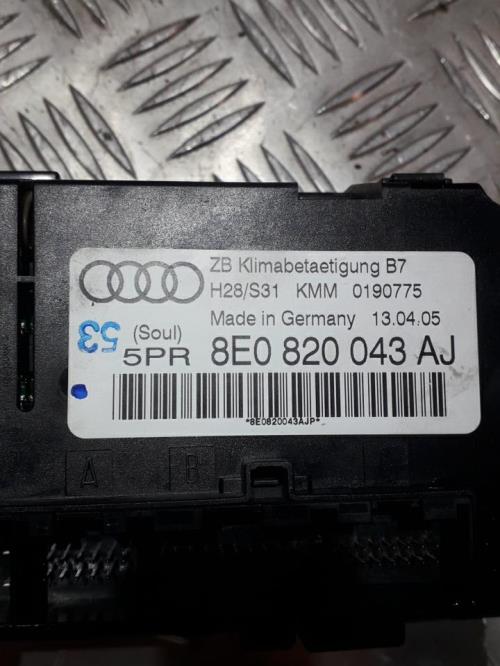 ZB Klimabetaetigung B7
H28/S31 KMM 0190775
Made in Germany 13.04.05
53
(Soul)
5PR 8E0 820 043 AJ
*8E0820043AJP*
A B